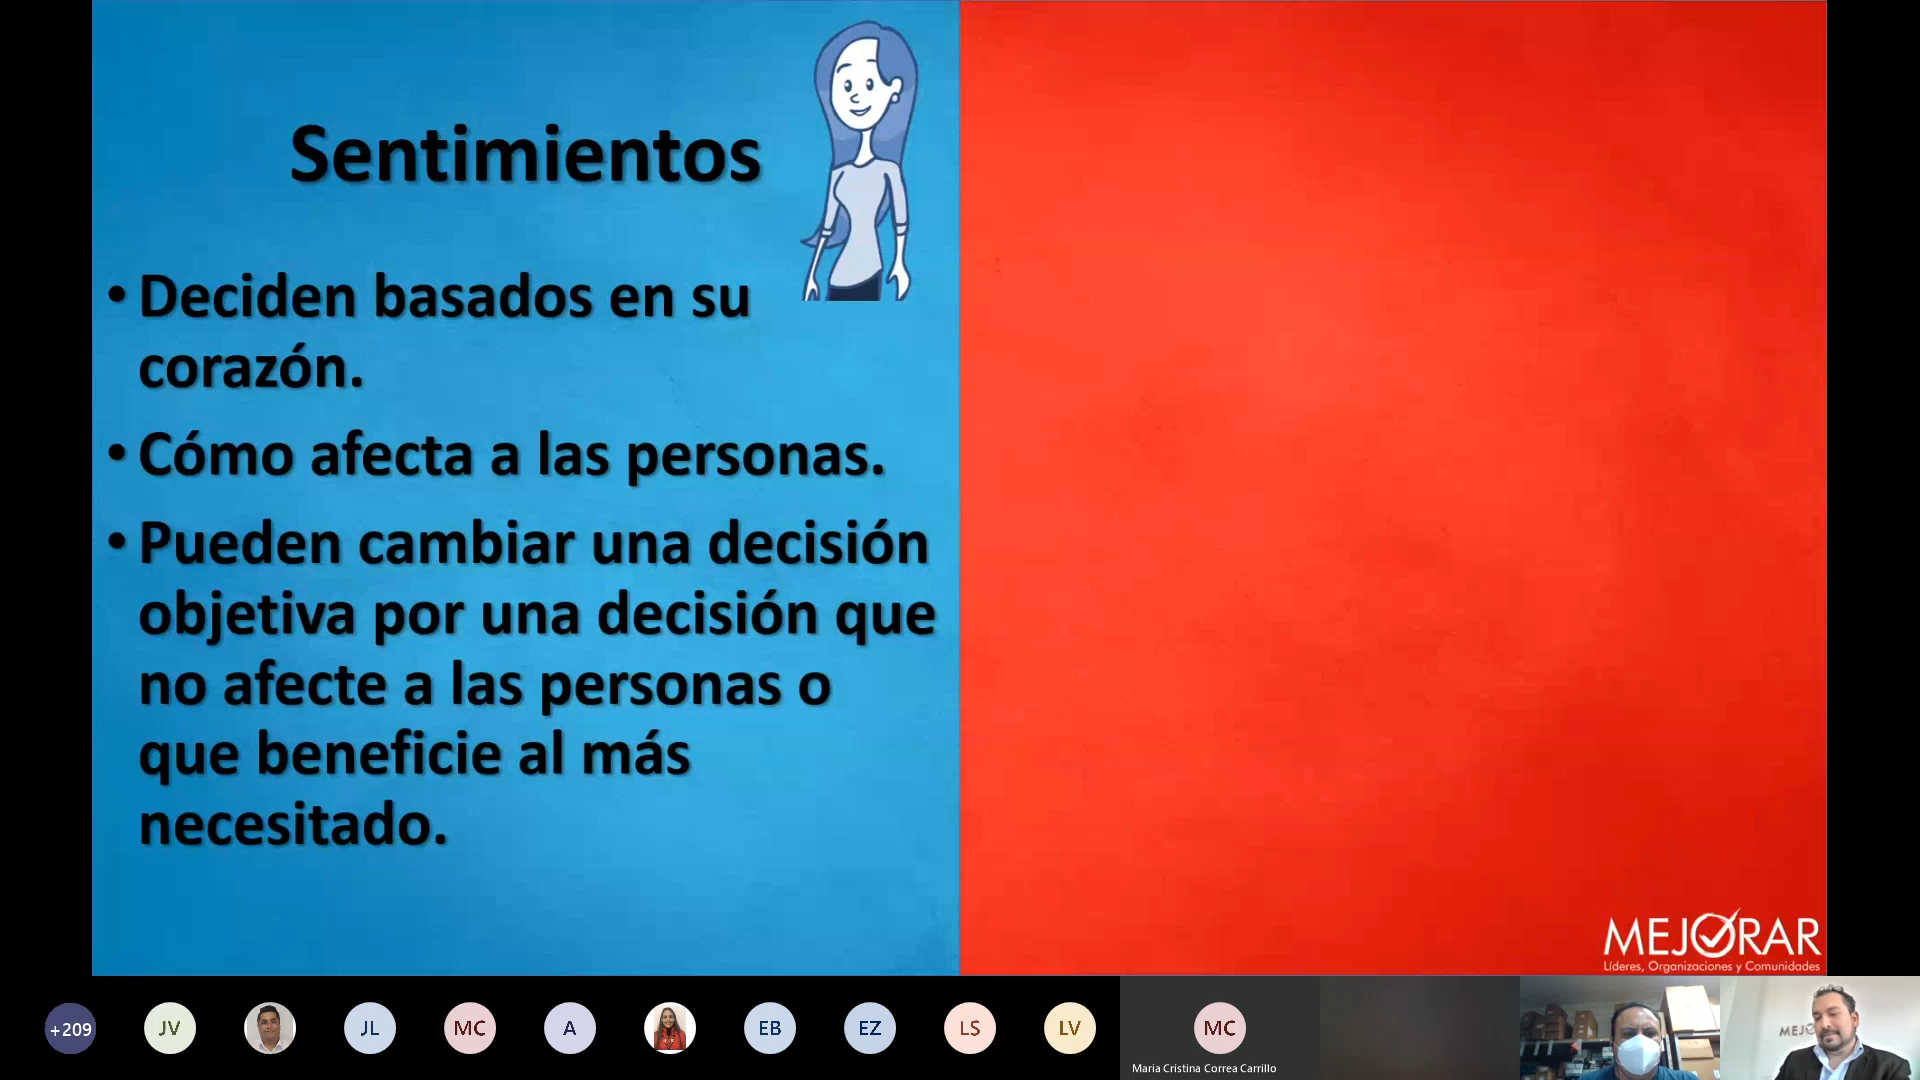 Sentimientos
• Deciden basados en su
corazón.
• Cómo afecta a las personas.
• Pueden cambiar una decisión
objetiva por una decisión que
no afecte a las personas o
que beneficie al más
necesitado.
MEJORAR
Líderes, Organizaciones y Comunidades
+209
JV
JL
MC
A
EB
EZ
LS
LV
MC
Maria Cristina Correa Carrillo